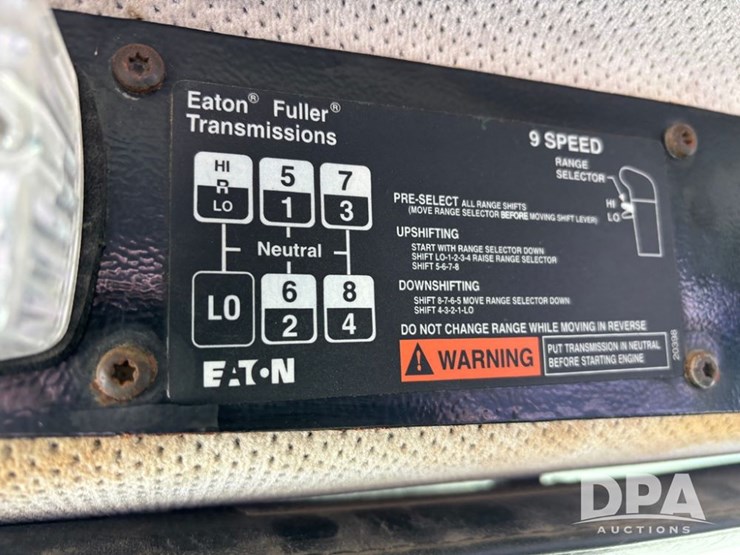 Eaton® Fuller®
Transmissions
9 SPEED
HI
R
LO
5
1
7
3
Neutral
LO
6
2
8
4
EATON
RANGE
SELECTOR
HI
LO
PRE-SELECT ALL RANGE SHIFTS
(MOVE RANGE SELECTOR BEFORE MOVING SHIFT LEVER)
UPSHIFTING
START WITH RANGE SELECTOR DOWN
SHIFT LO-1-2-3-4 RAISE RANGE SELECTOR
SHIFT 5-6-7-8
DOWNSHIFTING
SHIFT 8-7-6-5 MOVE RANGE SELECTOR DOWN
SHIFT 4-3-2-1-LO
DO NOT CHANGE RANGE WHILE MOVING IN REVERSE
WARNING
PUT TRANSMISSION IN NEUTRAL
BEFORE STARTING ENGINE
20398
DPA
AUCTIONS